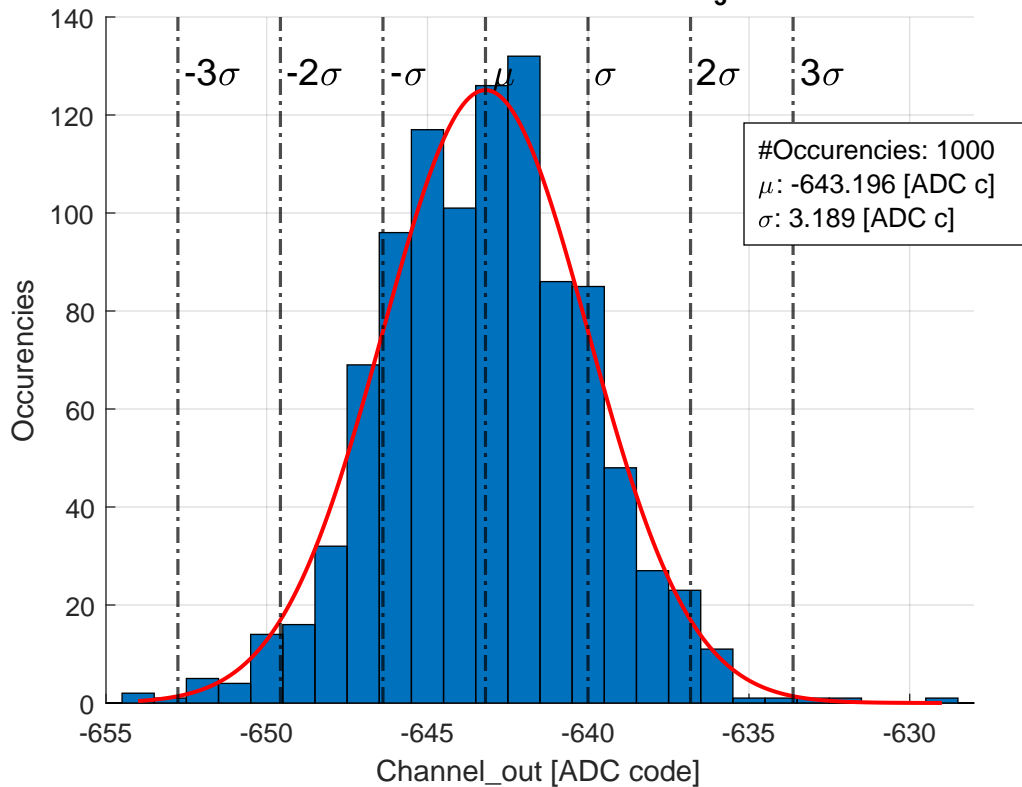 140
120
100
80
60
40
20
0
Occurencies
-3σ -2σ -σ μ σ 2σ 3σ
#Occurencies: 1000
μ: -643.196 [ADC c]
σ: 3.189 [ADC c]
-655 -650 -645 -640 -635 -630
Channel_out [ADC code]